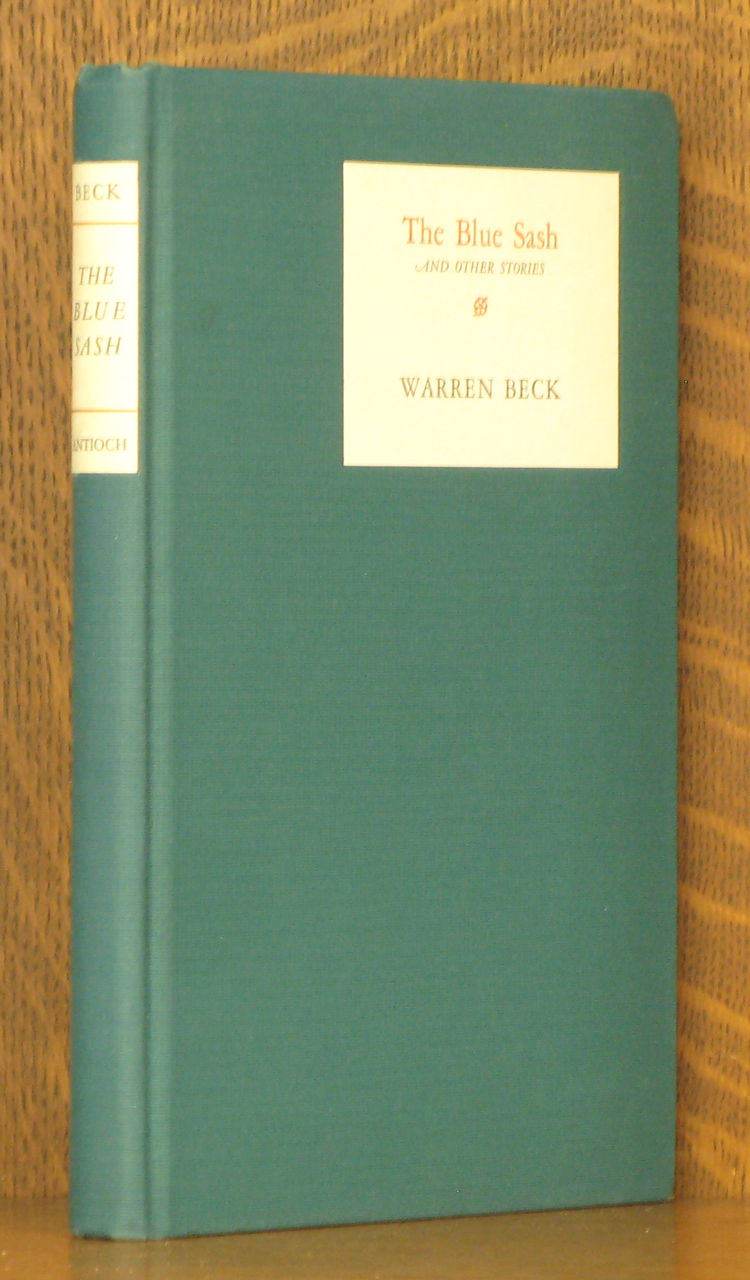 BECK
THE
BLUE
SASH
ANTIOCH
The Blue Sash
AND OTHER STORIES
WARREN BECK